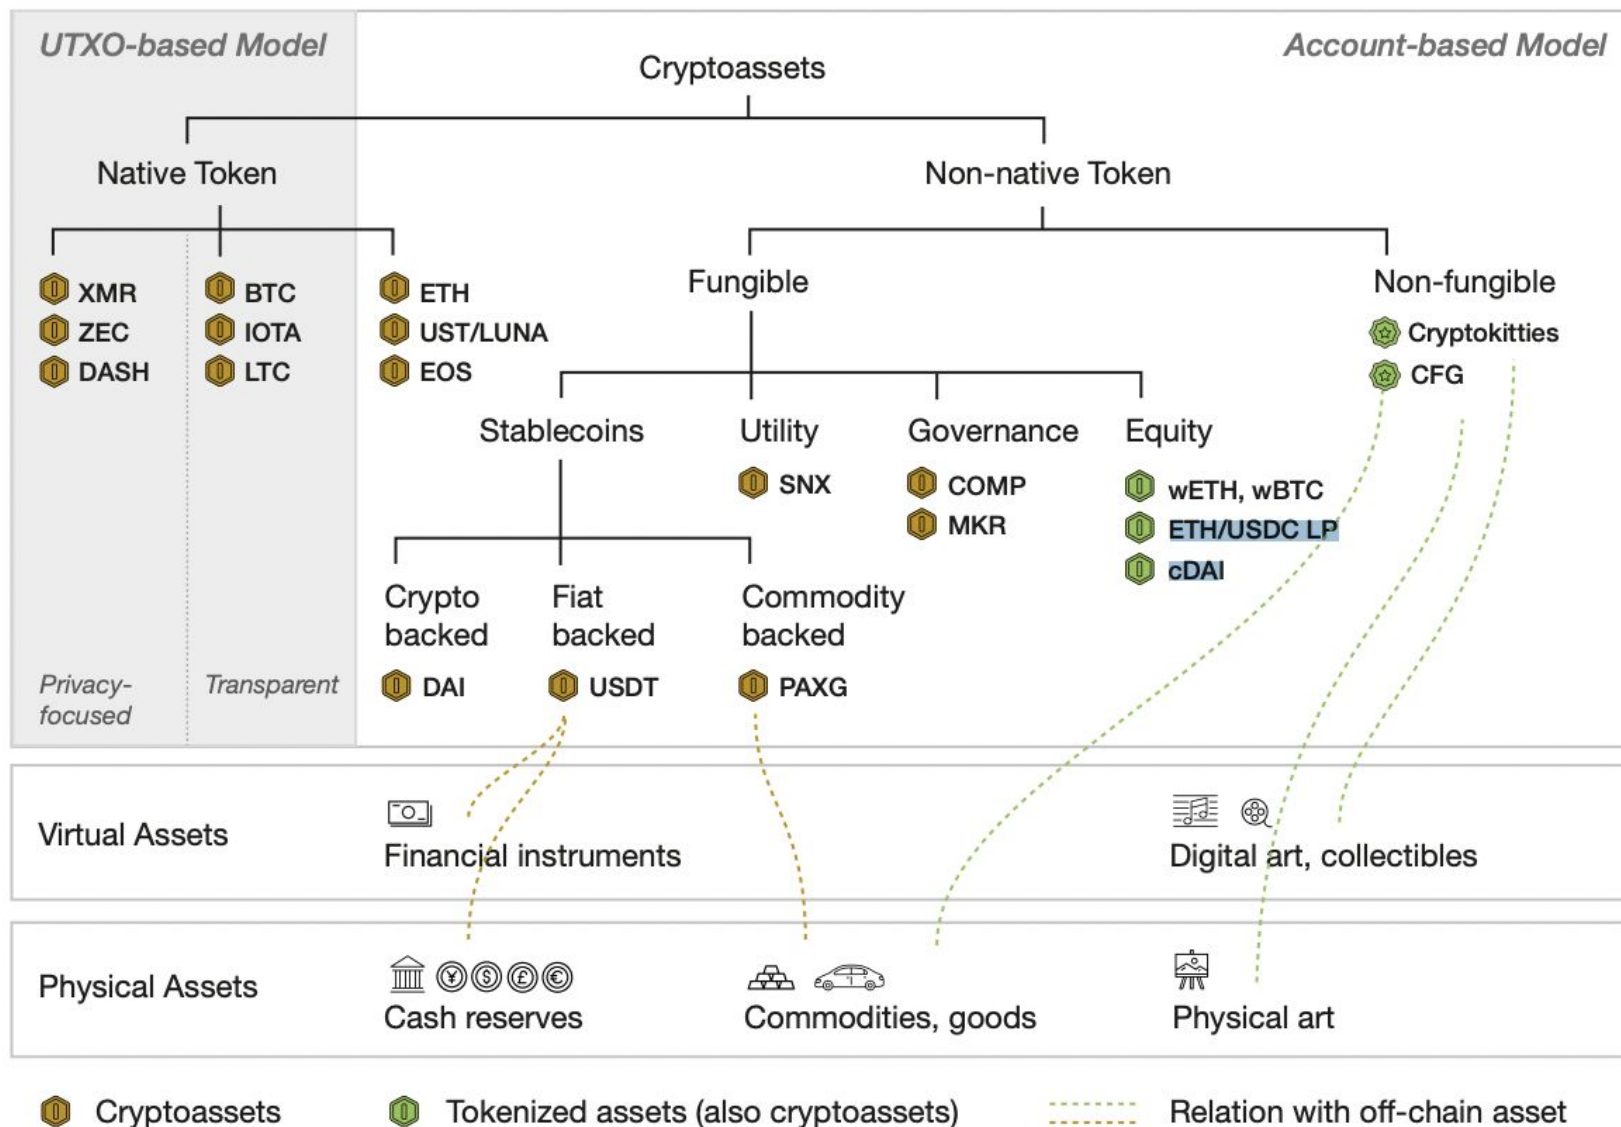 UTXO-based Model
Account-based Model
Cryptoassets
Native Token
Non-native Token
XMR
ZEC
DASH
BTC
IOTA
LTC
ETH
UST/LUNA
EOS
Fungible
Non-fungible
Cryptokitties
CFG
Stablecoins
Utility
Governance
Equity
SNX
COMP
MKR
wETH, wBTC
ETH/USDC LP
cDAI
Crypto
backed
Fiat
backed
Commodity
backed
DAI
USDT
PAXG
Privacy-
focused
Transparent
Virtual Assets
Financial instruments
Digital art, collectibles
Physical Assets
Cash reserves
Commodities, goods
Physical art
Cryptoassets
Tokenized assets (also cryptoassets)
Relation with off-chain asset